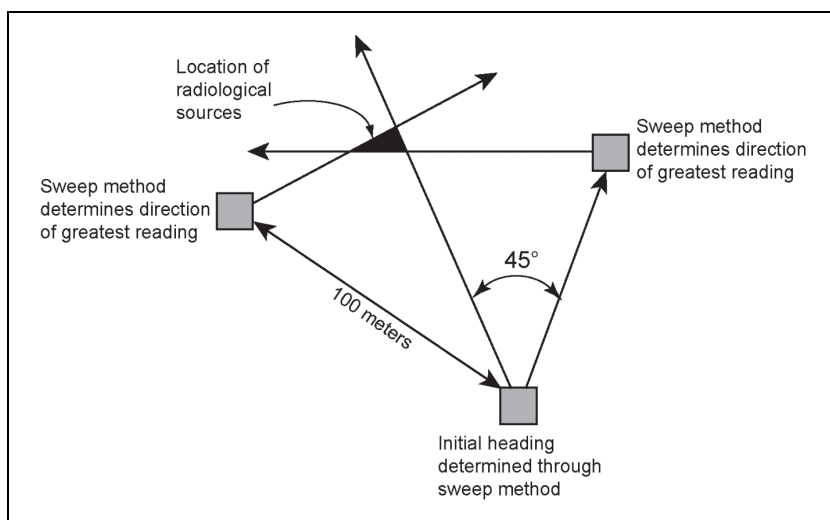 Location of
radiological
sources
Sweep method
determines direction
of greatest reading
Sweep method
determines direction
of greatest reading
45°
100 meters
Initial heading
determined through
sweep method